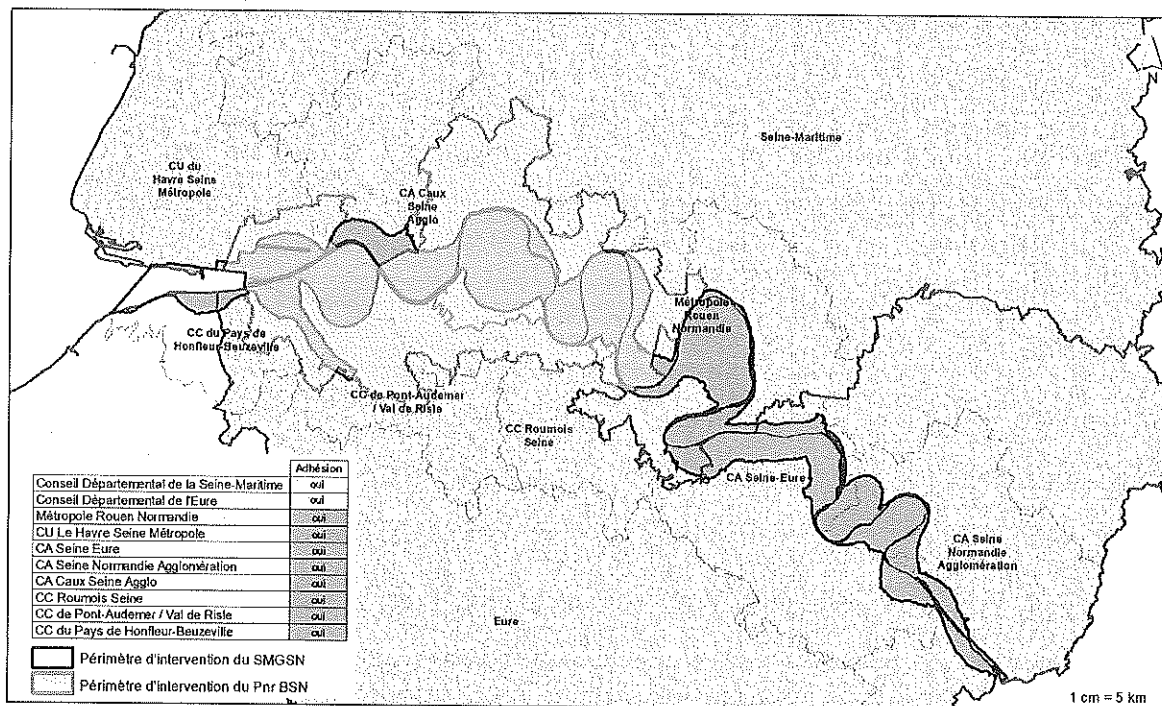 N
Seine-Maritime
CU du
Havre Seine
Métropole
CA Caux
Seine
Agglo
Métropole
Rouen
Normandie
CC du Pays de
Honfleur-Beuzeville
CC de Pont-Audemer
/ Val de Risle
CC Roumois
Seine
CA Seine-Eure
CA Seine
Normandie
Agglomération
Eure
Adhésion
Conseil Départemental de la Seine-Maritime oui
Conseil Départemental de l'Eure oui
Métropole Rouen Normandie oui
CU Le Havre Seine Métropole oui
CA Seine Eure oui
CA Seine Normandie Agglomération oui
CA Caux Seine Agglo oui
CC Roumois Seine oui
CC de Pont-Audemer / Val de Risle oui
CC du Pays de Honfleur-Beuzeville oui
Périmètre d'intervention du SMGSN
Périmètre d'intervention du Pnr BSN
1 cm = 5 km